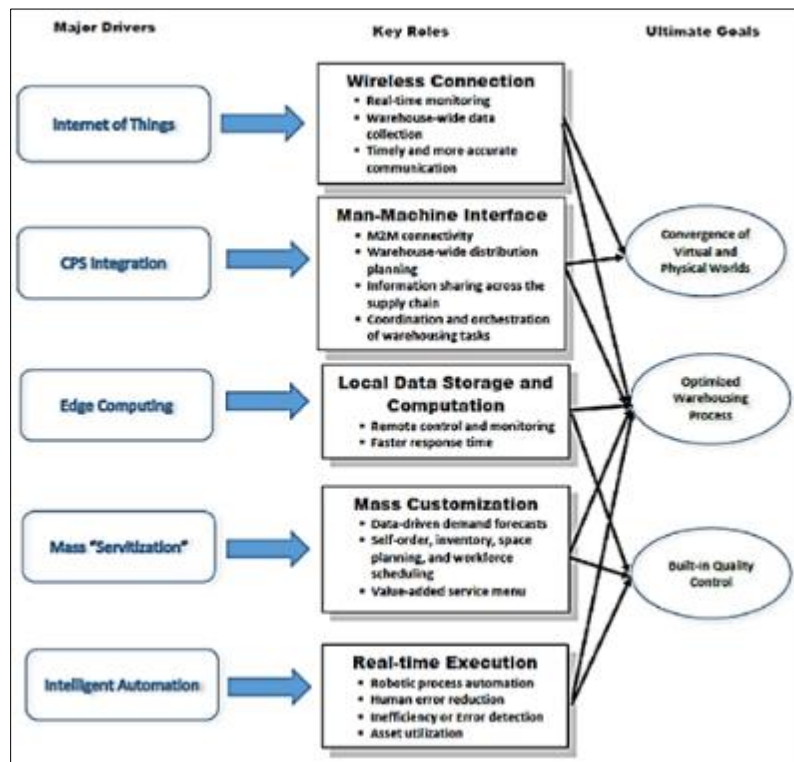 Major Drivers
Key Roles
Ultimate Goals
Internet of Things
Wireless Connection
• Real-time monitoring
• Warehouse-wide data
collection
• Timely and more accurate
communication
CPS Integration
Man-Machine Interface
• M2M connectivity
• Warehouse-wide distribution
planning
• Information sharing across the
supply chain
• Coordination and orchestration
of warehousing tasks
Convergence of
Virtual and
Physical Worlds
Edge Computing
Local Data Storage and
Computation
• Remote control and monitoring
• Faster response time
Optimized
Warehousing
Process
Mass "Servitization"
Mass Customization
• Data-driven demand forecasts
• Self-order, inventory, space
planning, and workforce
scheduling
• Value-added service menu
Built-in Quality
Control
Intelligent Automation
Real-time Execution
• Robotic process automation
• Human error reduction
• Inefficiency or Error detection
• Asset utilization